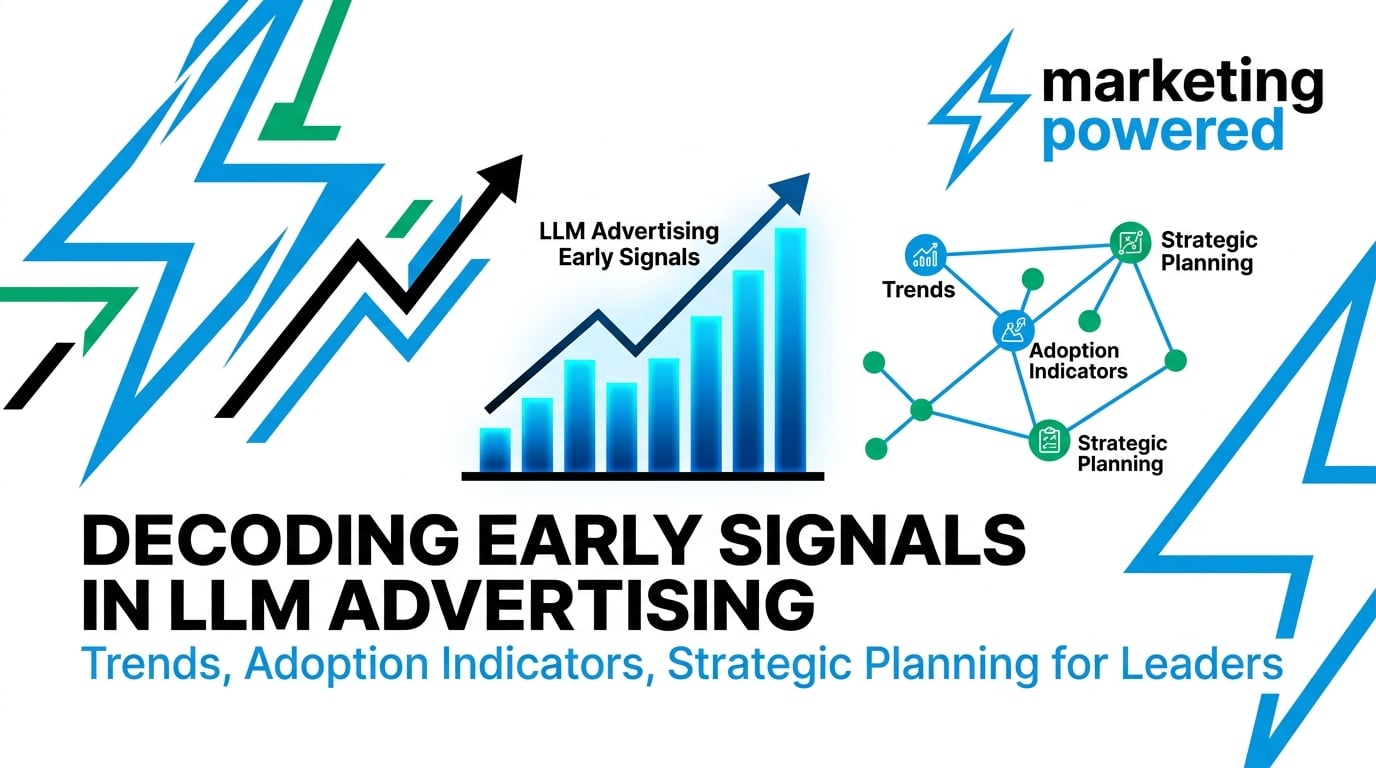 marketing
powered
LLM Advertising
Early Signals
Trends
Strategic
Planning
Adoption
Indicators
Strategic
Planning
DECODING EARLY SIGNALS
IN LLM ADVERTISING
Trends, Adoption Indicators, Strategic Planning for Leaders